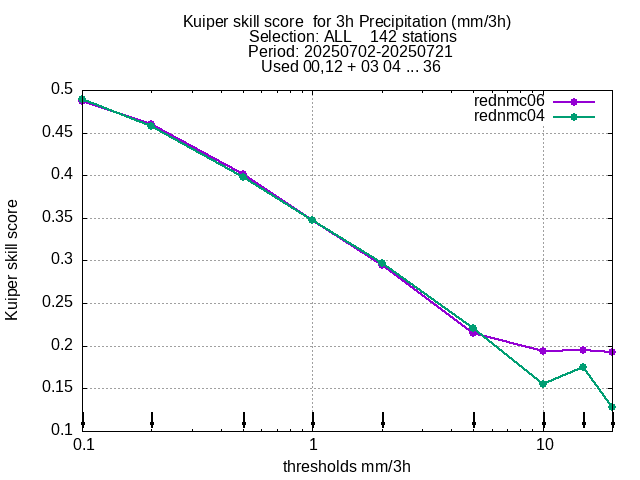 Kuiper skill score  for 3h Precipitation (mm/3h)
Selection: ALL    142 stations
Period: 20250702-20250721
Used 00,12 + 03 04 ... 36
rednmc06
rednmc04
0.5
0.45
0.4
0.35
0.3
0.25
0.2
0.15
0.1
Kuiper skill score
0.1 1 10
thresholds mm/3h